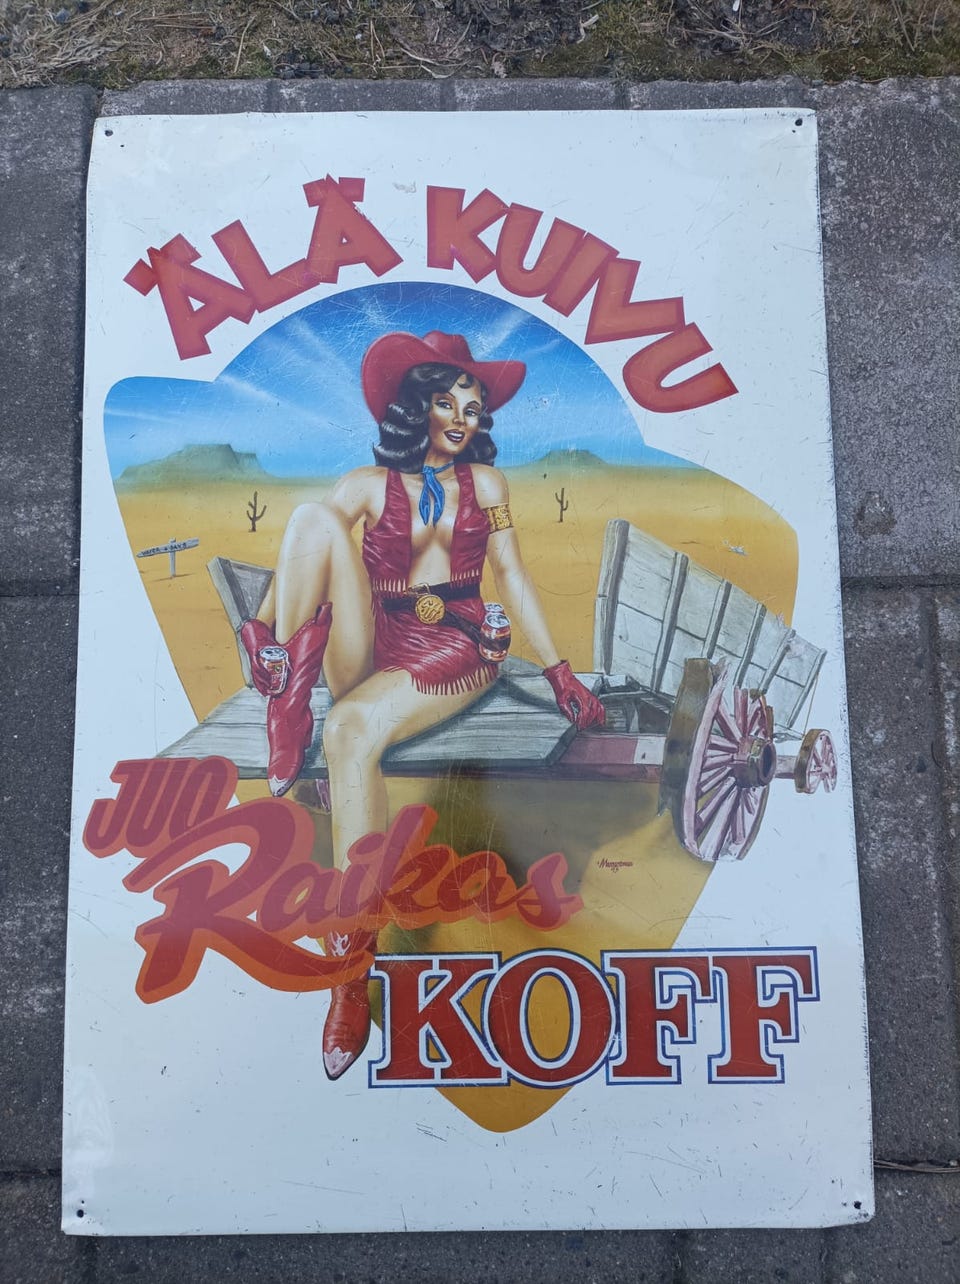 ÄLÄ KUIVU
JUO
Raikas
KOFF